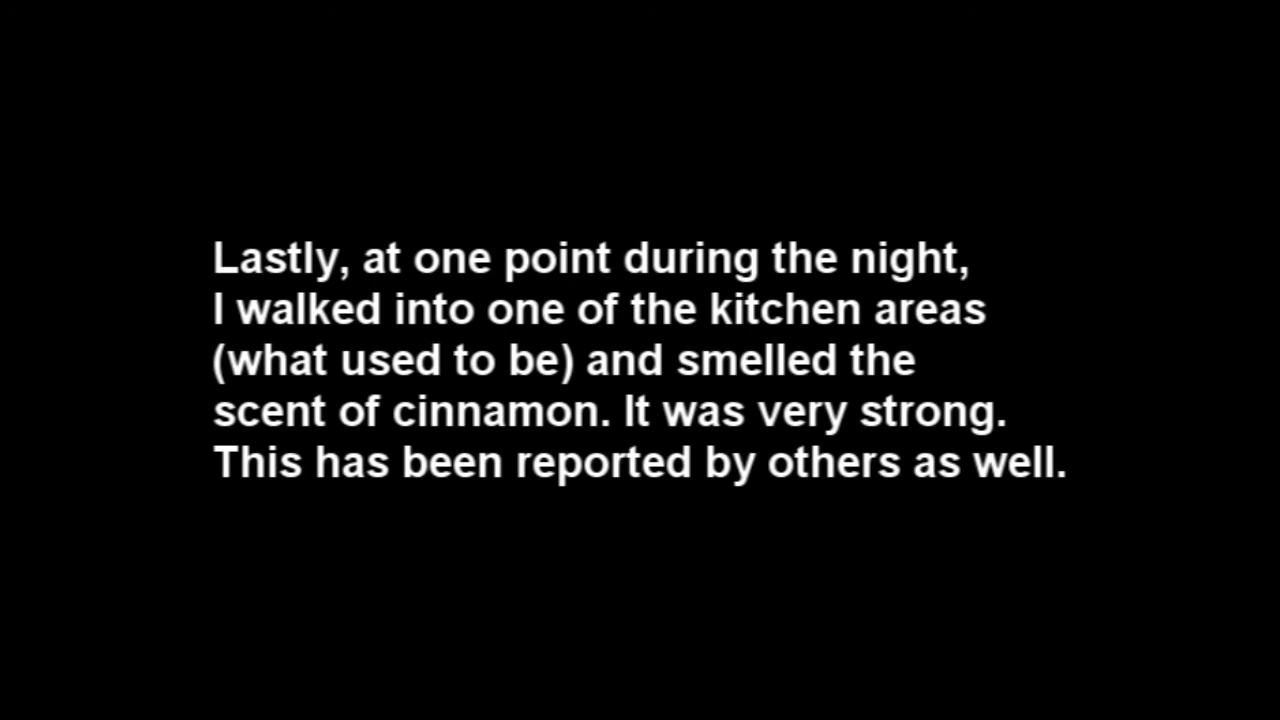 Lastly, at one point during the night,
I walked into one of the kitchen areas
(what used to be) and smelled the
scent of cinnamon. It was very strong.
This has been reported by others as well.